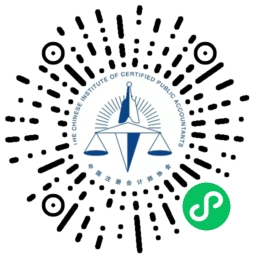 THE CHINESE INSTITUTE OF CERTIFIED PUBLIC ACCOUNTANTS
中国注册会计师协会